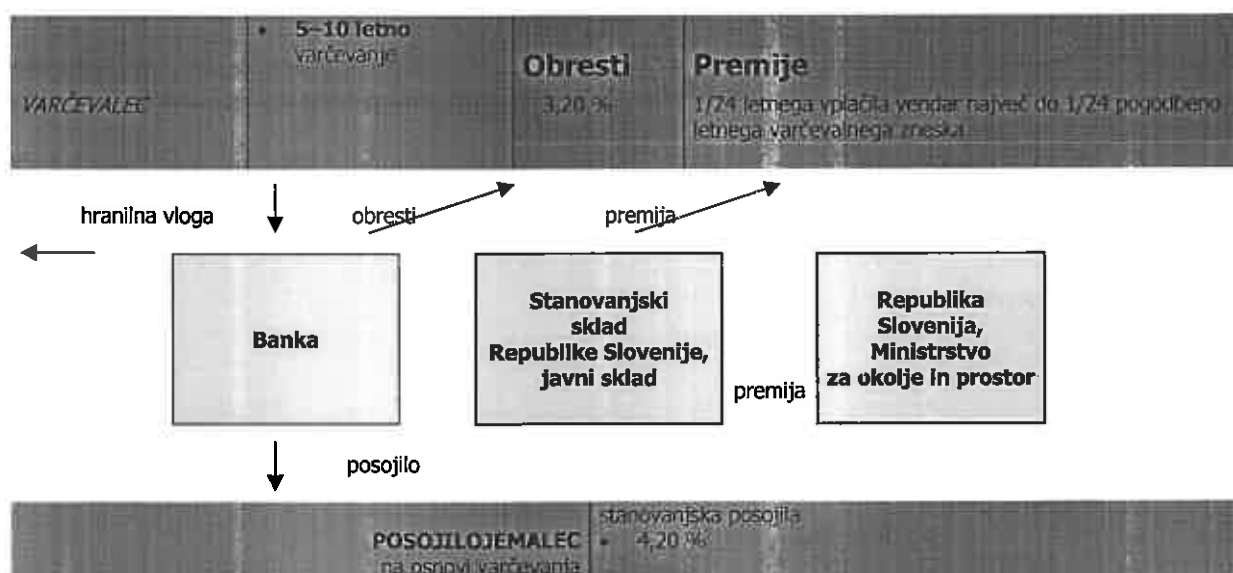 • 5–10 letno
varčevanje
VARČEVALEC
Obresti
3,20 %
Premije
1/24 letnega vplačila vendar največ do 1/24 pogodbeno
letnega varčevalnega zneska
hranilna vloga
obresti
premija
Banka
Stanovanjski
sklad
Republike Slovenije,
javni sklad
premija
Republika
Slovenija,
Ministrstvo
za okolje in prostor
posojilo
POSOJILOJEMALEC
na osnovi varčevanja
stanovanjska posojila
• 4,20 %